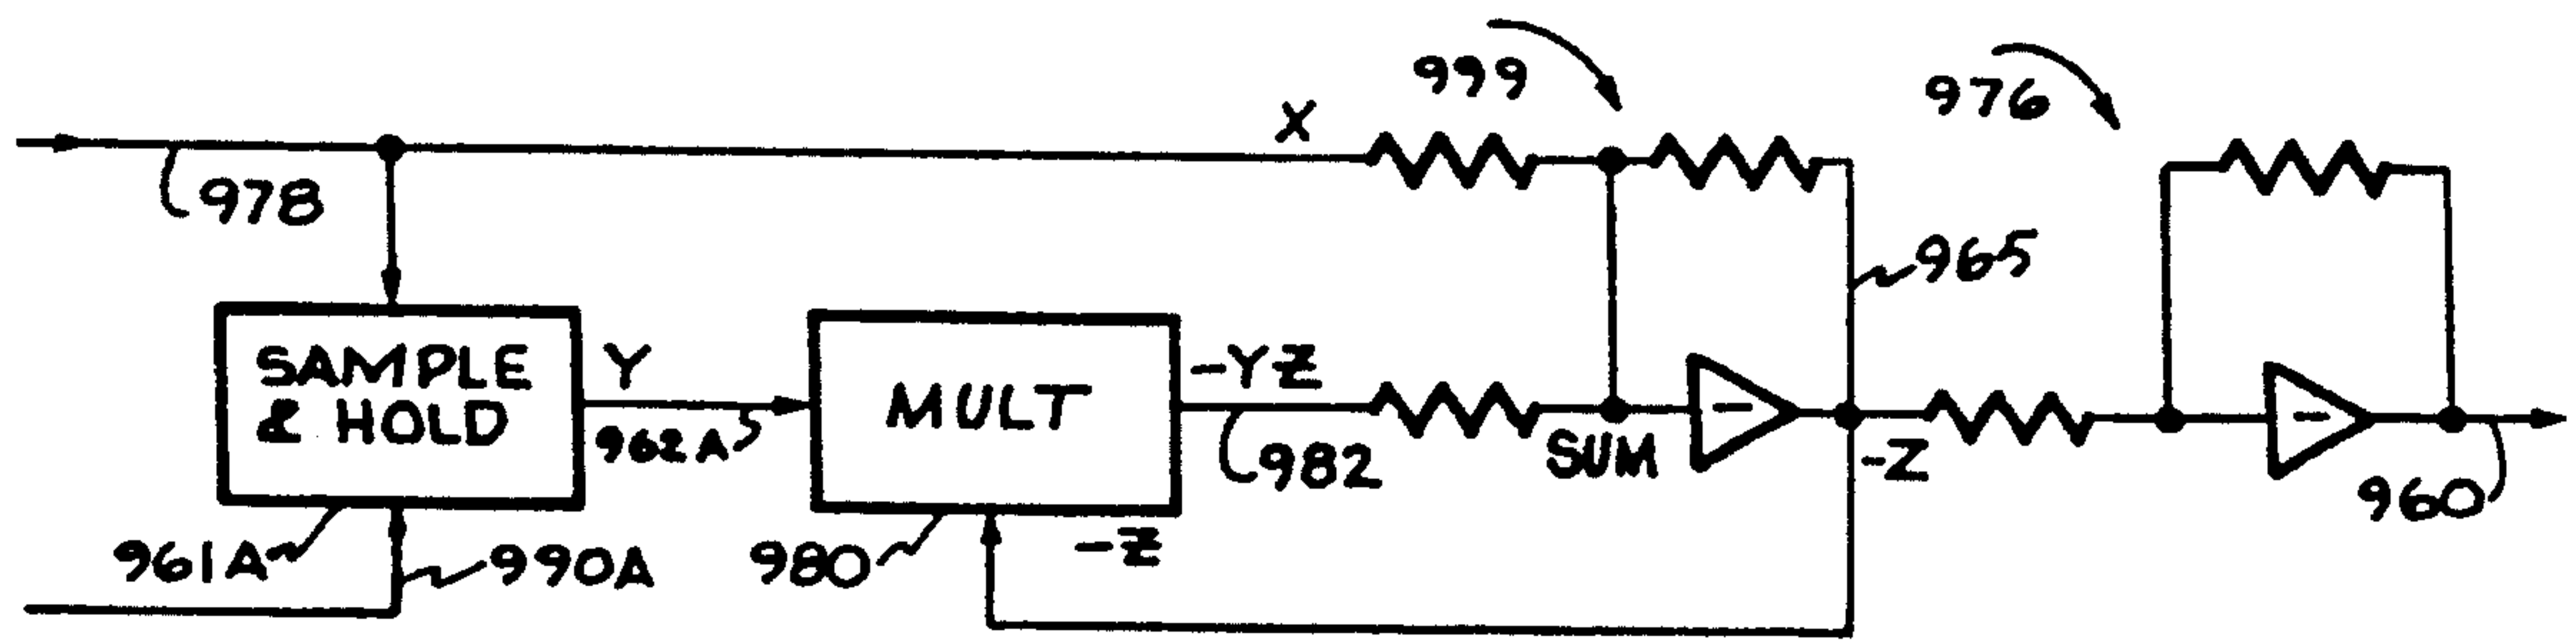 999
976
X
978
965
SAMPLE
& HOLD
Y
962A
MULT
-YZ
982
SUM
-
-Z
-
960
961A
990A
980
-Z